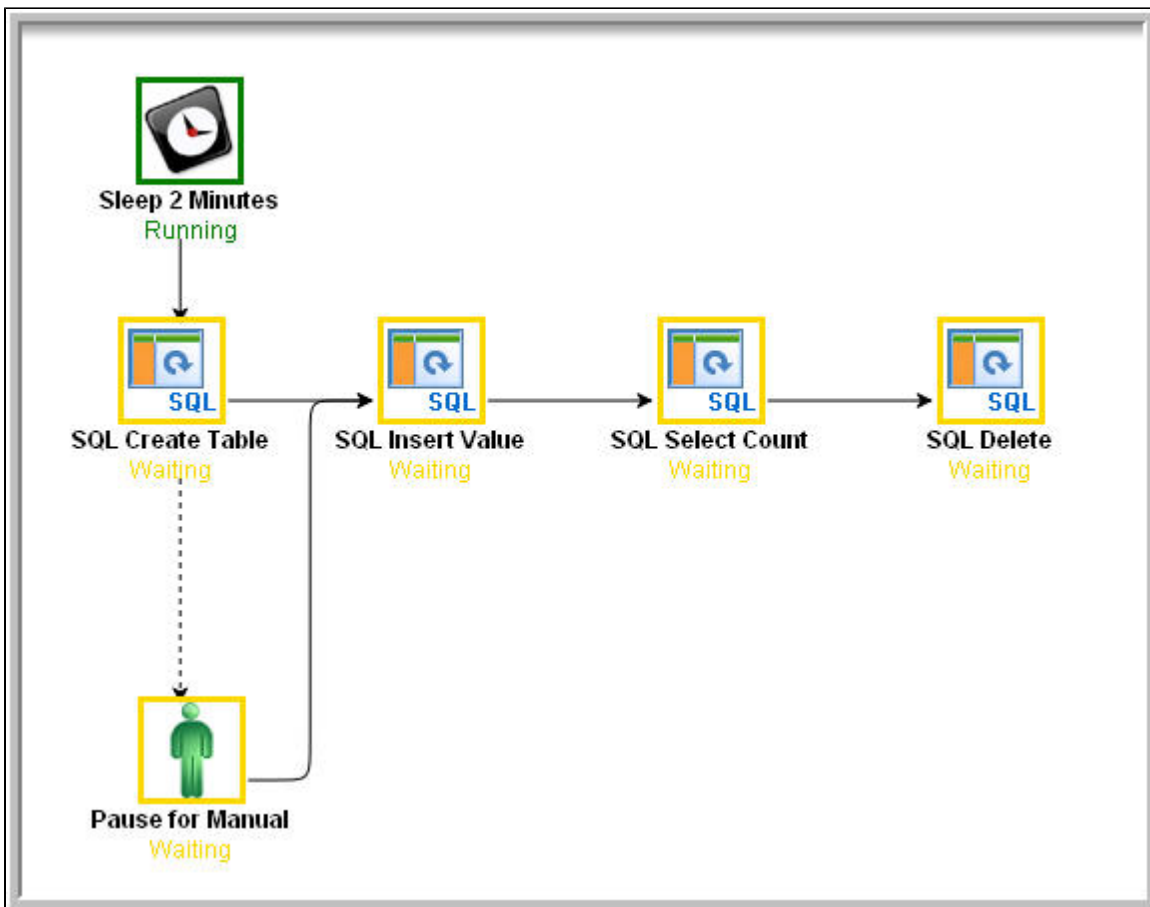 Sleep 2 Minutes
Running
SQL
SQL
SQL
SQL
SQL Create Table
SQL Insert Value
SQL Select Count
SQL Delete
Waiting
Waiting
Waiting
Waiting
Pause for Manual
Waiting